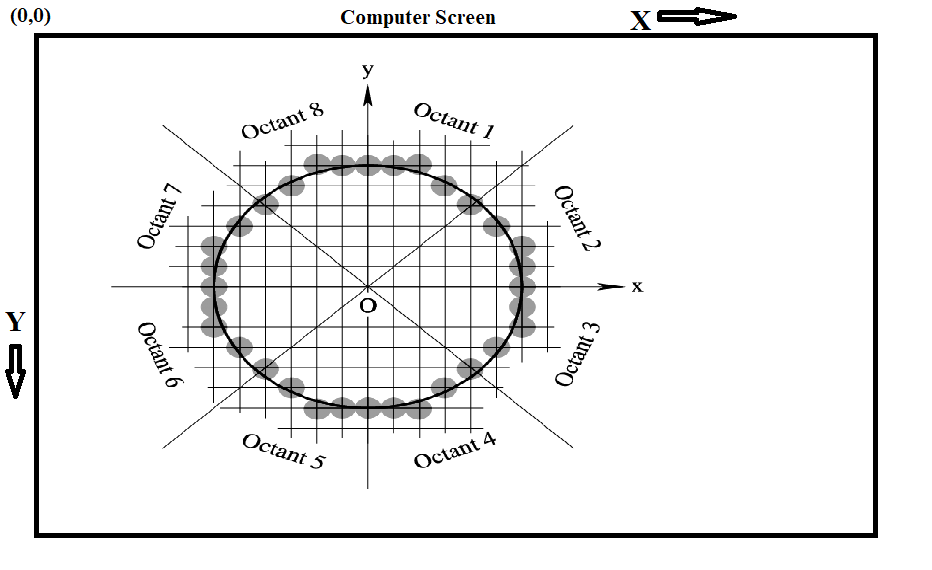 (0,0)
Computer Screen
X
y
Octant 8
Octant 1
Octant 7
Octant 2
x
O
Y
Octant 6
Octant 3
Octant 5
Octant 4